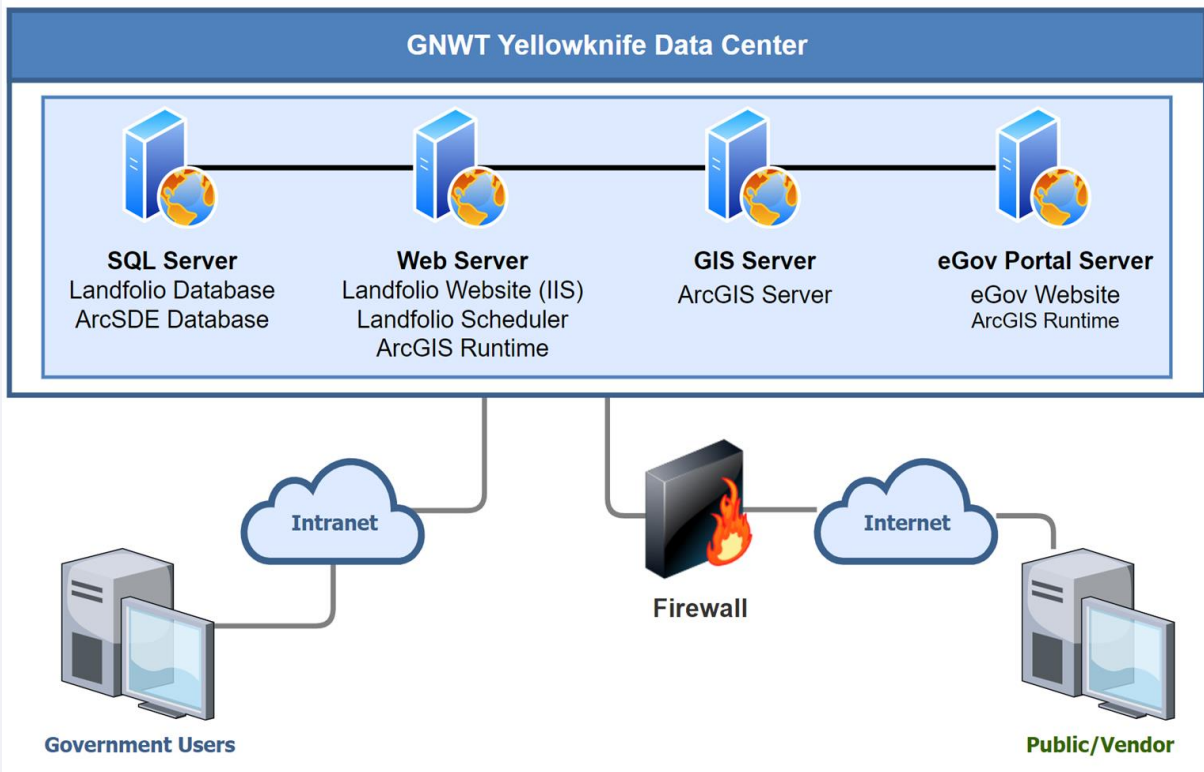 GNWT Yellowknife Data Center
SQL Server
Landfolio Database
ArcSDE Database
Web Server
Landfolio Website (IIS)
Landfolio Scheduler
ArcGIS Runtime
GIS Server
ArcGIS Server
eGov Portal Server
eGov Website
ArcGIS Runtime
Intranet
Internet
Firewall
Government Users
Public/Vendor